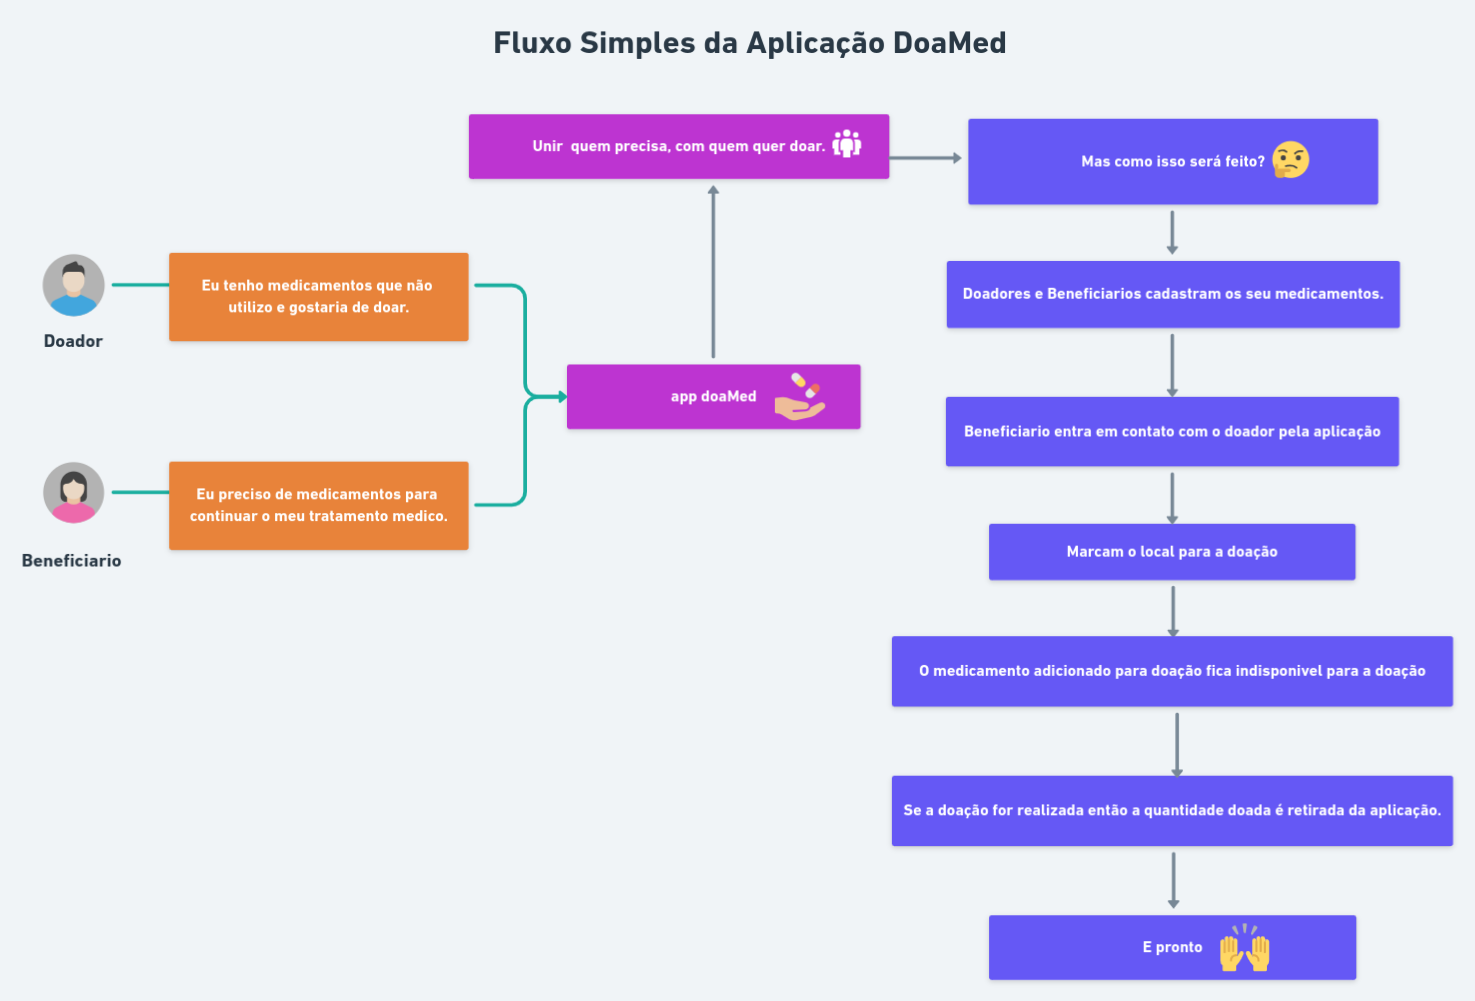 Fluxo Simples da Aplicação DoaMed
Unir quem precisa, com quem quer doar.
Mas como isso será feito?
Eu tenho medicamentos que não
utilizo e gostaria de doar.
Doador
app doaMed
Eu preciso de medicamentos para
continuar o meu tratamento medico.
Beneficiario
Doadores e Beneficiarios cadastram os seu medicamentos.
Beneficiario entra em contato com o doador pela aplicação
Marcam o local para a doação
O medicamento adicionado para doação fica indisponivel para a doação
Se a doação for realizada então a quantidade doada é retirada da aplicação.
E pronto